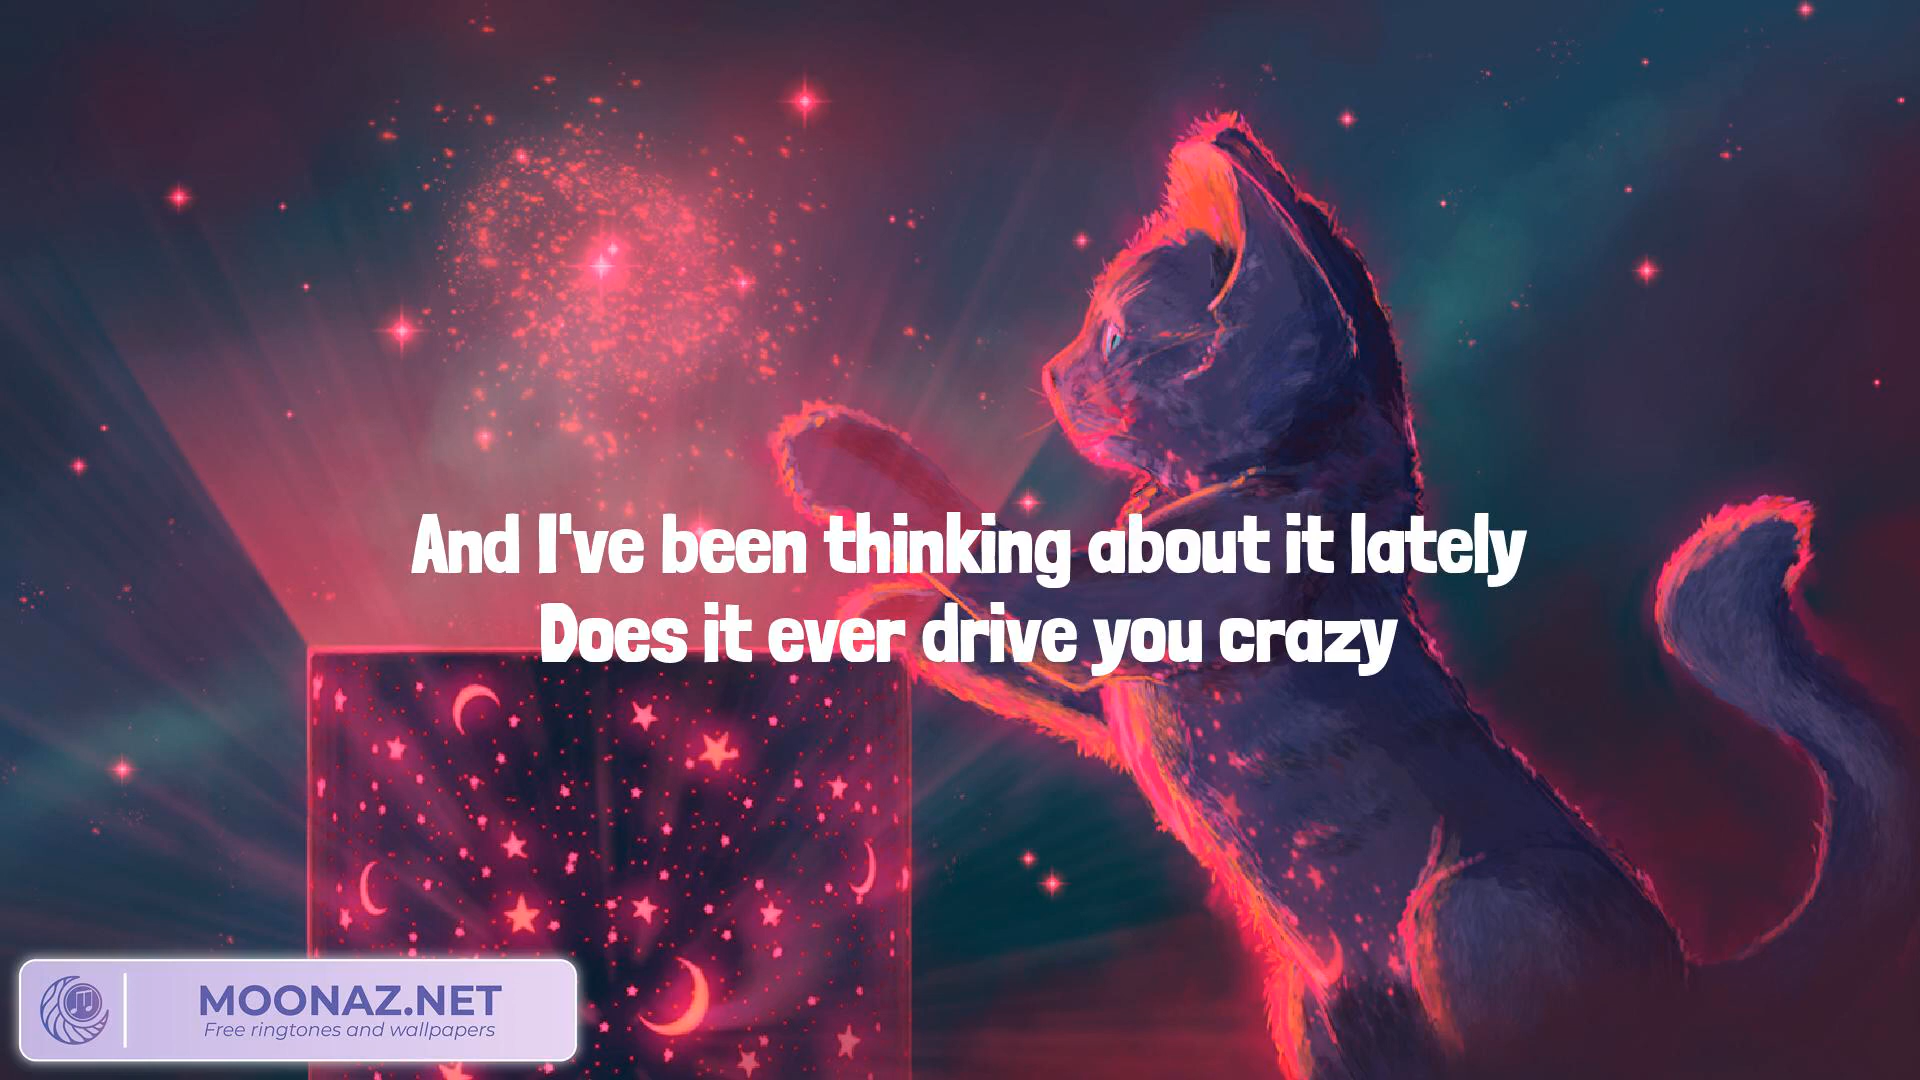 And I've been thinking about it lately
Does it ever drive you crazy
MOONAZ.NET
Free ringtones and wallpapers